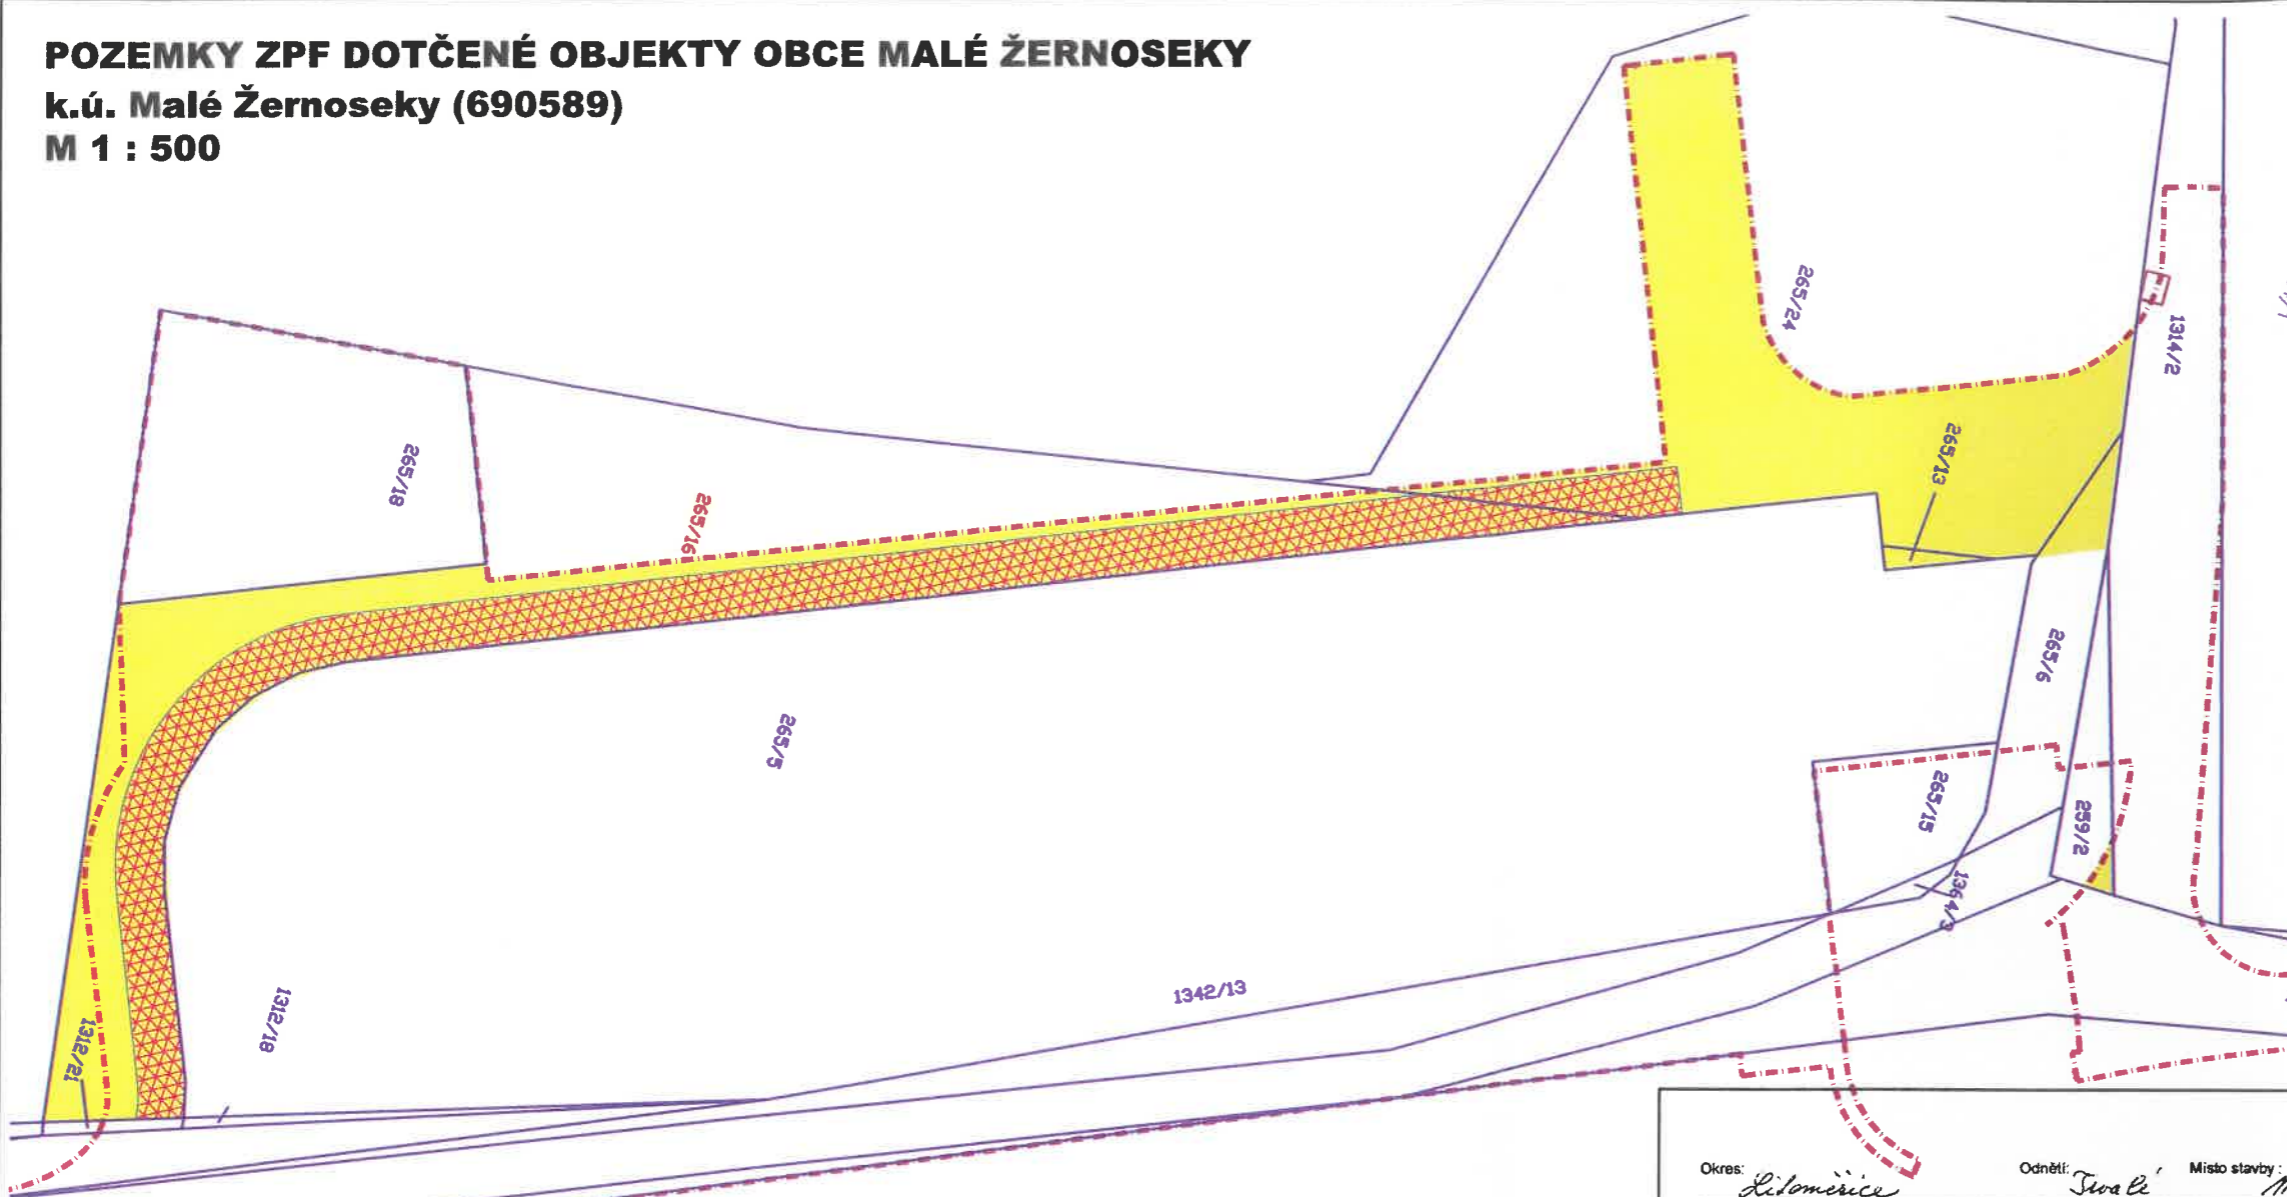 POZEMKY ZPF DOTČENÉ OBJEKTY OBCE MALÉ ŽERNOSEKY
k.ú. Malé Žernoseky (690589)
M 1 : 500
265/24
1314/2
265/18
265/13
265/16
265/6
265/5
265/15
259/2
1364/3
1342/13
1312/18
1312/21
Okres: Litoměřice
Odnětí: Trvalé
Místo stavby :